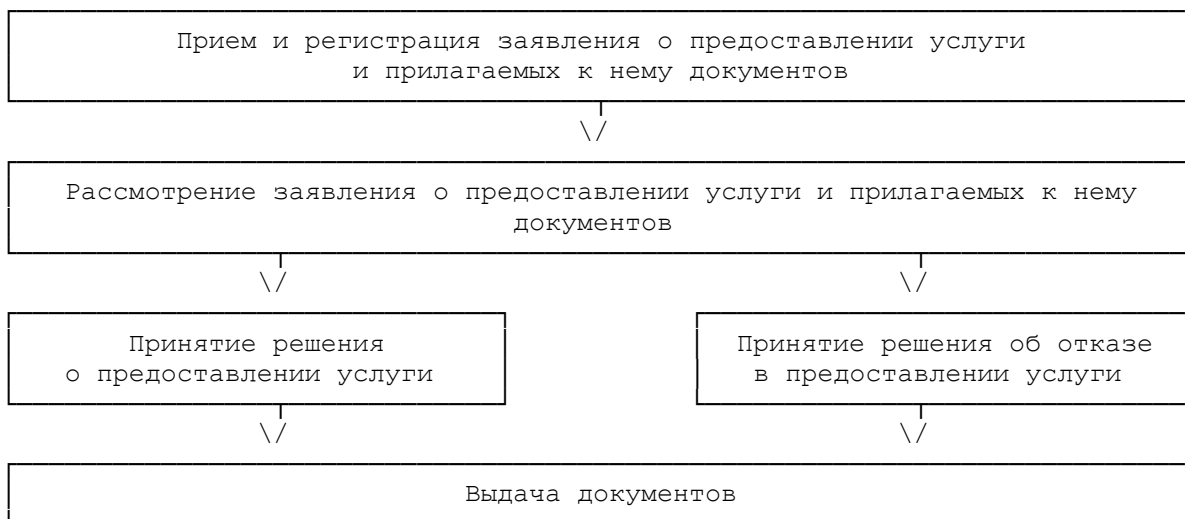 Прием и регистрация заявления о предоставлении услуги
и прилагаемых к нему документов
\/
Рассмотрение заявления о предоставлении услуги и прилагаемых к нему
документов
\/ \/
Принятие решения
о предоставлении услуги
Принятие решения об отказе
в предоставлении услуги
\/ \/
Выдача документов